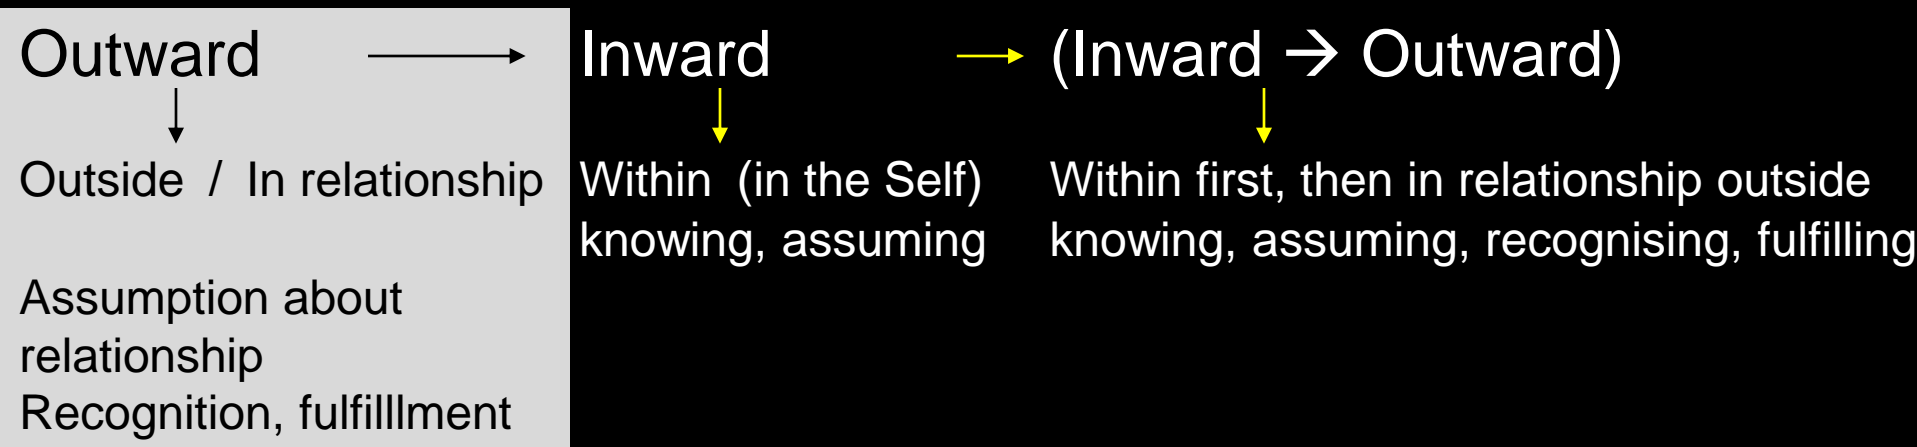 Outward → Inward → (Inward → Outward)
Outside / In relationship
Assumption about
relationship
Recognition, fulfilllment
Within (in the Self)
knowing, assuming
Within first, then in relationship outside
knowing, assuming, recognising, fulfilling